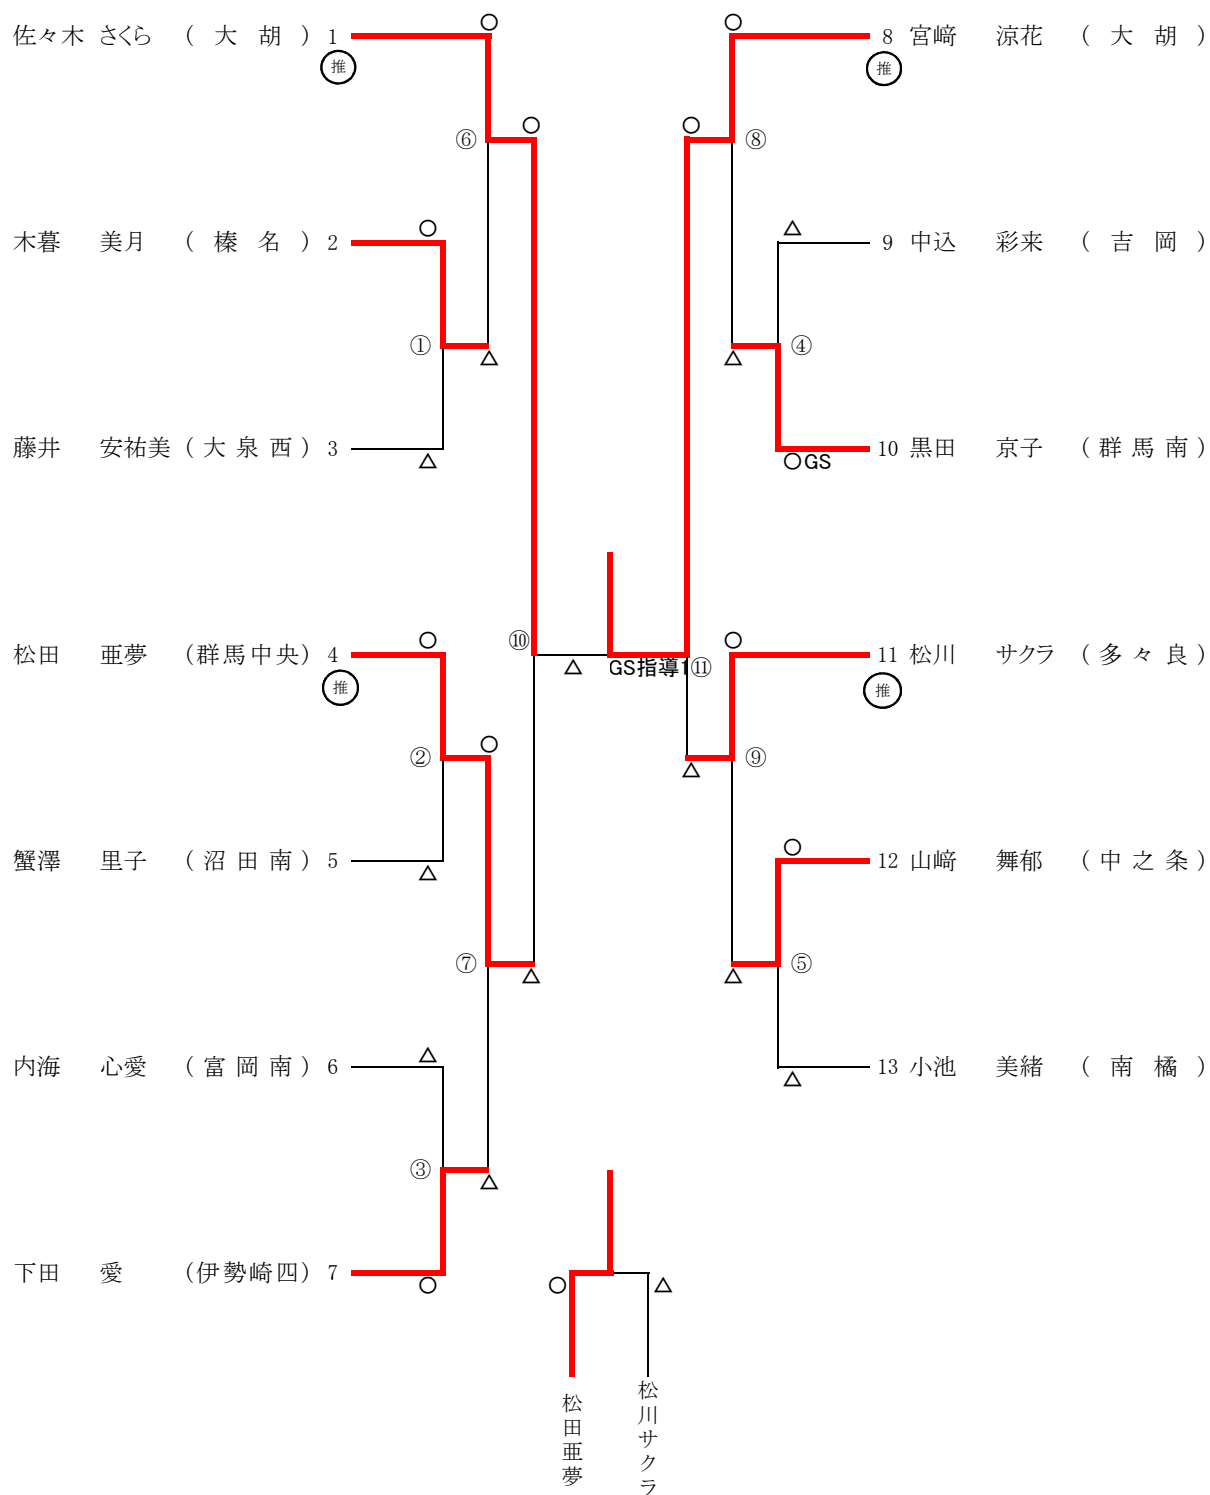 佐々木 さくら （ 大 胡 ） 1
推
木暮 美月 （ 榛 名 ） 2
藤井 安祐美 （ 大 泉 西 ） 3
松田 亜夢 （群馬中央） 4
推
蟹澤 里子 （ 沼 田 南 ） 5
内海 心愛 （ 富 岡 南 ） 6
下田 愛 （伊勢崎四） 7
⑥
①
②
⑦
③
⑩
△ GS指導1 ⑪
8 宮﨑 涼花 （ 大 胡 ）
推
9 中込 彩来 （ 吉 岡 ）
10 黒田 京子 （ 群 馬 南 ）
○GS
11 松川 サクラ （ 多 々 良 ）
推
12 山﨑 舞郁 （ 中 之 条 ）
13 小池 美緒 （ 南 橘 ）
⑧
④
⑨
⑤
○ △
松田亜夢
松川サクラ